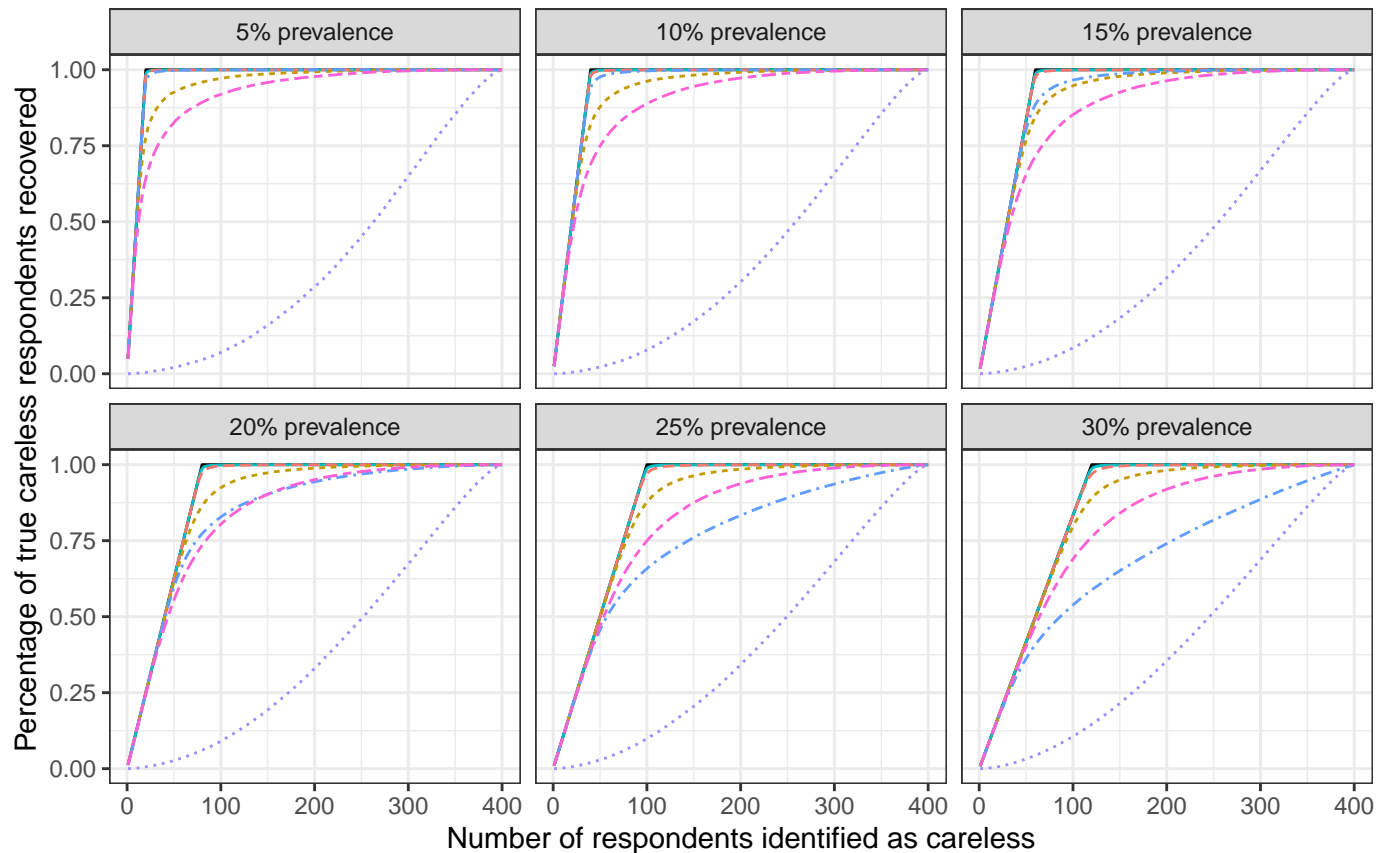 5% prevalence
10% prevalence
15% prevalence
1.00
0.75
0.50
0.25
0.00
20% prevalence
25% prevalence
30% prevalence
1.00
0.75
0.50
0.25
0.00
0 100 200 300 400
0 100 200 300 400
0 100 200 300 400
Number of respondents identified as careless
Percentage of true careless respondents recovered